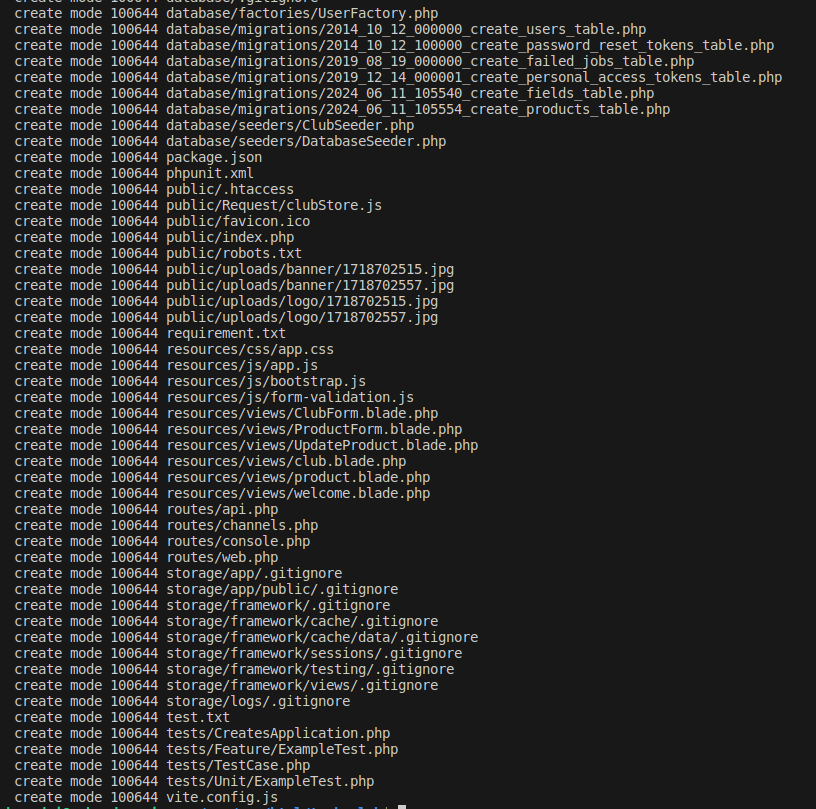 create mode 100644 database/factories/UserFactory.php
create mode 100644 database/migrations/2014_10_12_000000_create_users_table.php
create mode 100644 database/migrations/2014_10_12_100000_create_password_reset_tokens_table.php
create mode 100644 database/migrations/2019_08_19_000000_create_failed_jobs_table.php
create mode 100644 database/migrations/2019_12_14_000001_create_personal_access_tokens_table.php
create mode 100644 database/migrations/2024_06_11_105540_create_fields_table.php
create mode 100644 database/migrations/2024_06_11_105554_create_products_table.php
create mode 100644 database/seeders/ClubSeeder.php
create mode 100644 database/seeders/DatabaseSeeder.php
create mode 100644 package.json
create mode 100644 phpunit.xml
create mode 100644 public/.htaccess
create mode 100644 public/Request/clubStore.js
create mode 100644 public/favicon.ico
create mode 100644 public/index.php
create mode 100644 public/robots.txt
create mode 100644 public/uploads/banner/1718702515.jpg
create mode 100644 public/uploads/banner/1718702557.jpg
create mode 100644 public/uploads/logo/1718702515.jpg
create mode 100644 public/uploads/logo/1718702557.jpg
create mode 100644 requirement.txt
create mode 100644 resources/css/app.css
create mode 100644 resources/js/app.js
create mode 100644 resources/js/bootstrap.js
create mode 100644 resources/js/form-validation.js
create mode 100644 resources/views/ClubForm.blade.php
create mode 100644 resources/views/ProductForm.blade.php
create mode 100644 resources/views/UpdateProduct.blade.php
create mode 100644 resources/views/club.blade.php
create mode 100644 resources/views/product.blade.php
create mode 100644 resources/views/welcome.blade.php
create mode 100644 routes/api.php
create mode 100644 routes/channels.php
create mode 100644 routes/console.php
create mode 100644 routes/web.php
create mode 100644 storage/app/.gitignore
create mode 100644 storage/app/public/.gitignore
create mode 100644 storage/framework/.gitignore
create mode 100644 storage/framework/cache/.gitignore
create mode 100644 storage/framework/cache/data/.gitignore
create mode 100644 storage/framework/sessions/.gitignore
create mode 100644 storage/framework/testing/.gitignore
create mode 100644 storage/framework/views/.gitignore
create mode 100644 storage/logs/.gitignore
create mode 100644 test.txt
create mode 100644 tests/CreatesApplication.php
create mode 100644 tests/Feature/ExampleTest.php
create mode 100644 tests/TestCase.php
create mode 100644 tests/Unit/ExampleTest.php
create mode 100644 vite.config.js